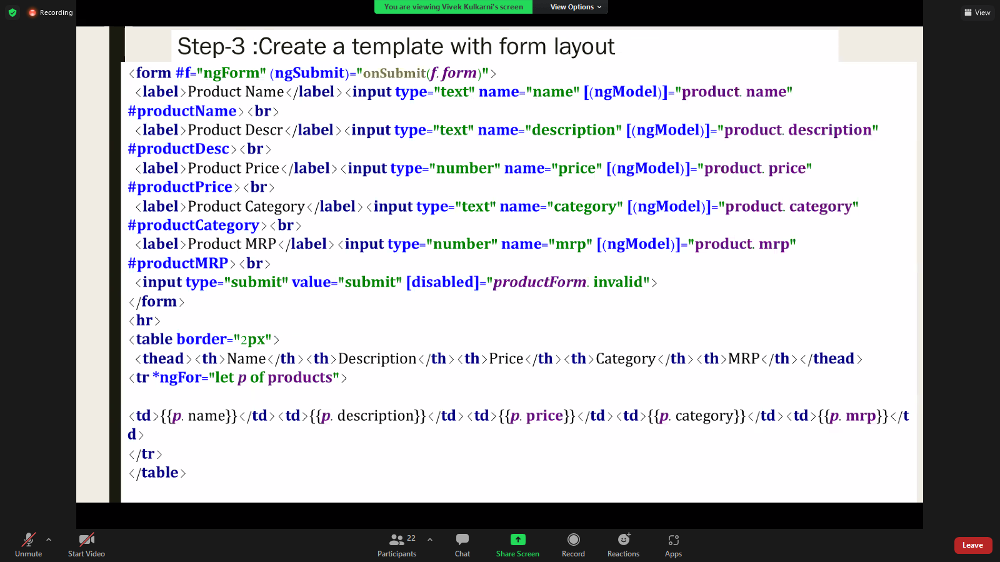 Recording
You are viewing Vivek Kulkarni's screen
View Options
View
Step-3 :Create a template with form layout
<form #f="ngForm" (ngSubmit)="onSubmit(f.form)">
<label>Product Name</label><input type="text" name="name" [(ngModel)]="product.name"
#productName><br>
<label>Product Descr</label><input type="text" name="description" [(ngModel)]="product.description"
#productDesc><br>
<label>Product Price</label><input type="number" name="price" [(ngModel)]="product.price"
#productPrice><br>
<label>Product Category</label><input type="text" name="category" [(ngModel)]="product.category"
#productCategory><br>
<label>Product MRP</label><input type="number" name="mrp" [(ngModel)]="product.mrp"
#productMRP><br>
<input type="submit" value="submit" [disabled]="productForm.invalid">
</form>
<hr>
<table border="2px">
<thead><th>Name</th><th>Description</th><th>Price</th><th>Category</th><th>MRP</th></thead>
<tr *ngFor="let p of products">
<td>{{p.name}}</td><td>{{p.description}}</td><td>{{p.price}}</td><td>{{p.category}}</td><td>{{p.mrp}}</t
d>
</tr>
</table>
Unmute
Start Video
22
Participants
Chat
Share Screen
Record
Reactions
Apps
Leave